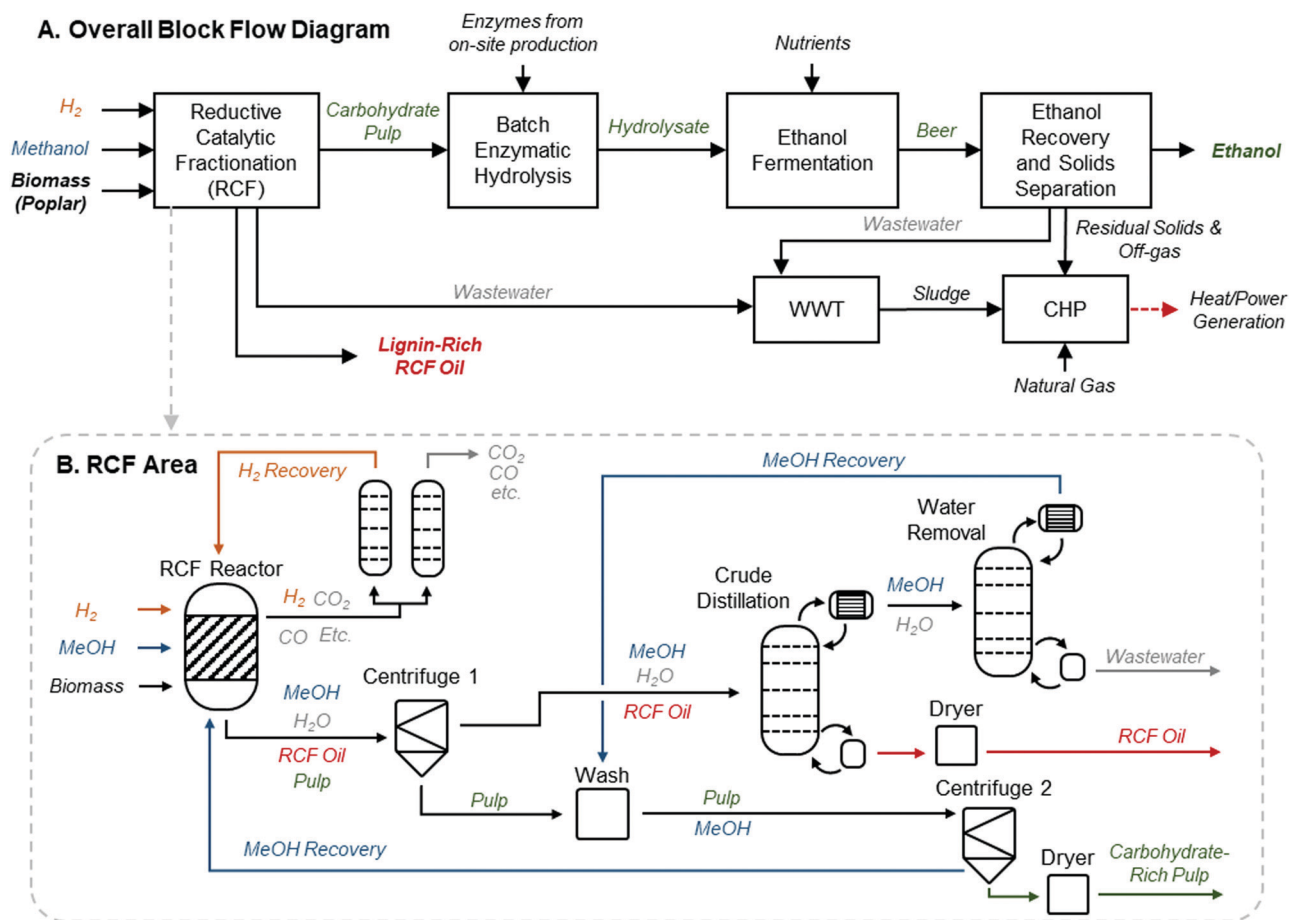 A. Overall Block Flow Diagram
Enzymes from
on-site production
Nutrients
H₂
Methanol
Biomass
(Poplar)
Reductive
Catalytic
Fractionation
(RCF)
Carbohydrate
Pulp
Batch
Enzymatic
Hydrolysis
Hydrolysate
Ethanol
Fermentation
Beer
Ethanol
Recovery
and Solids
Separation
Ethanol
Wastewater
Residual Solids &
Off-gas
Wastewater
WWT
Sludge
CHP
Heat/Power
Generation
Lignin-Rich
RCF Oil
Natural Gas
B. RCF Area
H₂ Recovery
CO₂
CO
etc.
MeOH Recovery
Water
Removal
RCF Reactor
H₂
MeOH
Biomass
H₂ CO₂
CO Etc.
Crude
Distillation
MeOH
H₂O
Wastewater
MeOH
H₂O
RCF Oil
Pulp
Centrifuge 1
MeOH
H₂O
RCF Oil
Dryer
RCF Oil
Pulp
Wash
Pulp
MeOH
Centrifuge 2
MeOH Recovery
Dryer
Carbohydrate-
Rich Pulp